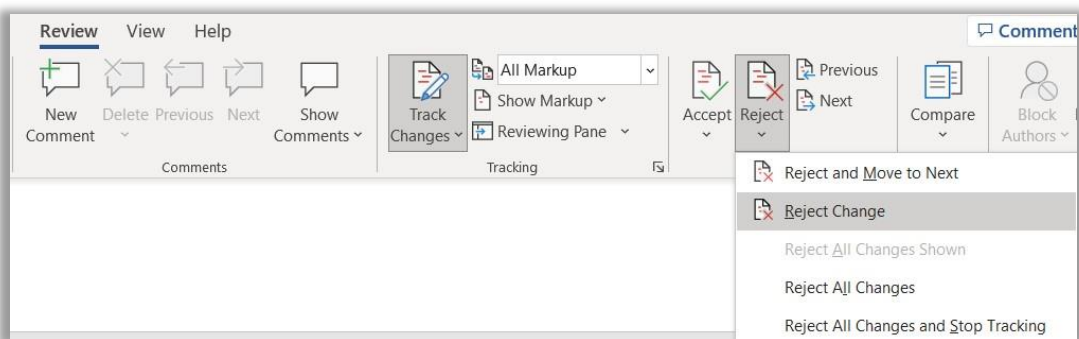 Review View Help Comment
New Comment
Delete Previous Next
Show Comments
Comments
Track Changes
All Markup
Show Markup
Reviewing Pane
Tracking
Accept Reject
Previous
Next
Compare
Block Authors
Reject and Move to Next
Reject Change
Reject All Changes Shown
Reject All Changes
Reject All Changes and Stop Tracking